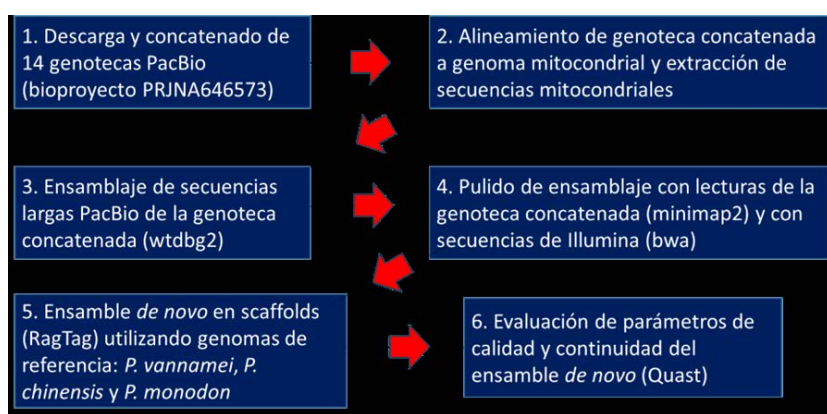 1. Descarga y concatenado de
14 genotecas PacBio
(bioproyecto PRJNA646573)
2. Alineamiento de genoteca concatenada
a genoma mitocondrial y extracción de
secuencias mitocondriales
3. Ensamblaje de secuencias
largas PacBio de la genoteca
concatenada (wtdbg2)
4. Pulido de ensamblaje con lecturas de la
genoteca concatenada (minimap2) y con
secuencias de Illumina (bwa)
5. Ensamble de novo en scaffolds
(RagTag) utilizando genomas de
referencia: P. vannamei, P.
chinensis y P. monodon
6. Evaluación de parámetros de
calidad y continuidad del
ensamble de novo (Quast)